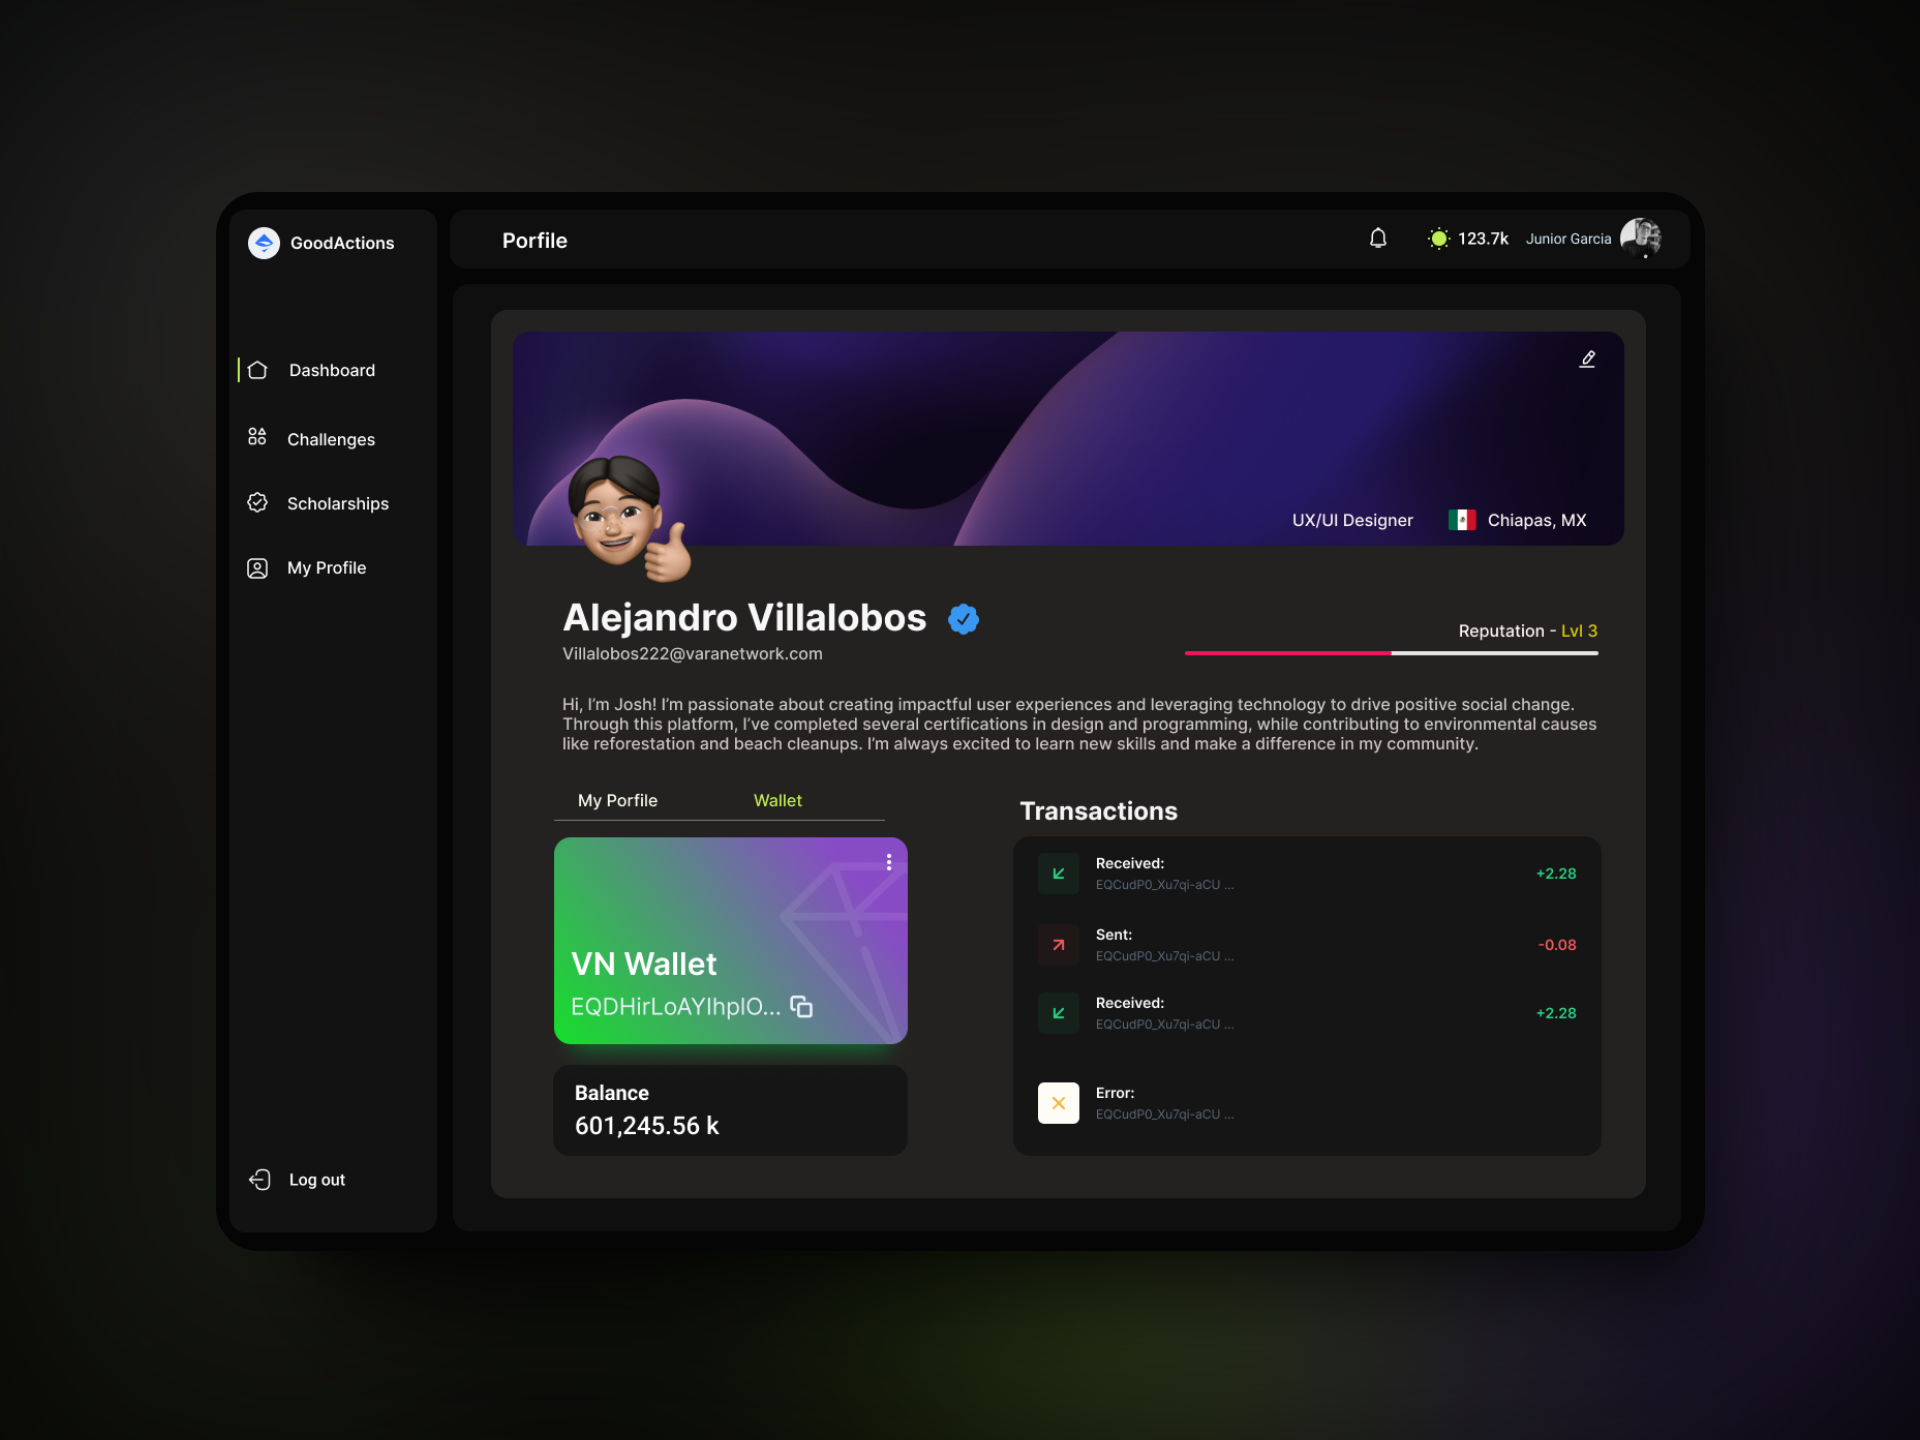 GoodActions
Porfile
123.7k
Junior Garcia
Dashboard
Challenges
Scholarships
My Profile
Log out
UX/UI Designer
Chiapas, MX
Alejandro Villalobos
Villalobos222@varanetwork.com
Reputation - Lvl 3
Hi, I'm Josh! I'm passionate about creating impactful user experiences and leveraging technology to drive positive social change.
Through this platform, I've completed several certifications in design and programming, while contributing to environmental causes
like reforestation and beach cleanups. I'm always excited to learn new skills and make a difference in my community.
My Porfile
Wallet
VN Wallet
EQDHirLoAYIhplO...
Balance
601,245.56 k
Transactions
Received:
EQCudP0_Xu7qi-aCU ...
+2.28
Sent:
EQCudP0_Xu7qi-aCU ...
-0.08
Received:
EQCudP0_Xu7qi-aCU ...
+2.28
Error:
EQCudP0_Xu7qi-aCU ...